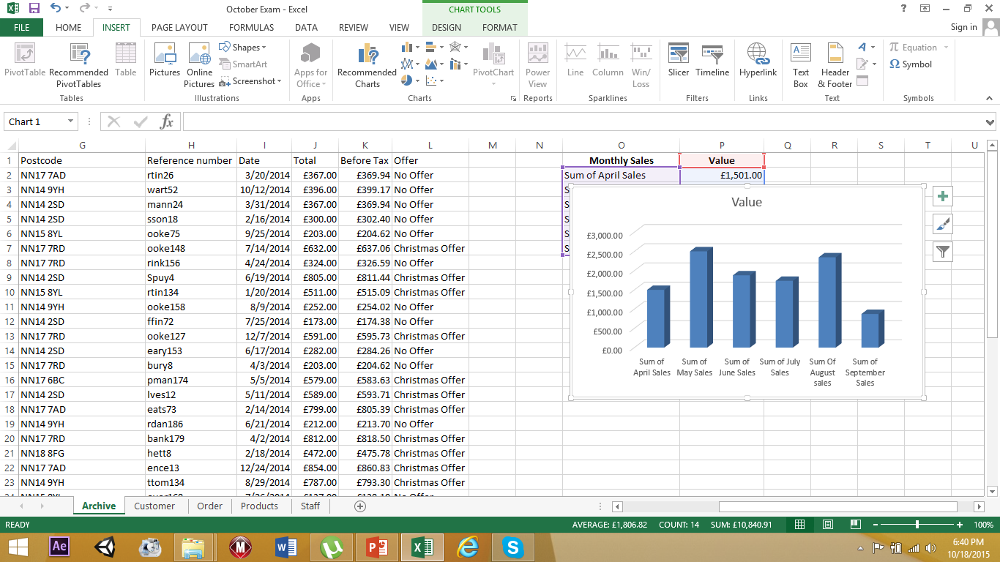 October Exam - Excel
CHART TOOLS
?
FILE HOME INSERT PAGE LAYOUT FORMULAS DATA REVIEW VIEW DESIGN FORMAT Sign in
PivotTable Recommended PivotTables Table
Tables
Pictures Online Pictures Shapes SmartArt Screenshot
Illustrations
Apps for Office
Apps
Recommended Charts PivotChart
Charts
Power View
Reports
Line Column Win/Loss
Sparklines
Slicer Timeline
Filters
Hyperlink
Links
Text Box Header & Footer
Text
Equation
Symbol
Symbols
Chart 1 fx
G H I J K L M N O P Q R S T U
1 Postcode Reference number Date Total Before Tax Offer Monthly Sales Value
2 NN17 7AD rtin26 3/20/2014 £367.00 £369.94 No Offer Sum of April Sales £1,501.00
3 NN14 9YH wart52 10/12/2014 £396.00 £399.17 No Offer S
4 NN14 2SD mann24 3/31/2014 £367.00 £369.94 No Offer S
5 NN14 2SD sson18 2/16/2014 £300.00 £302.40 No Offer S
6 NN15 8YL ooke75 9/25/2014 £203.00 £204.62 No Offer S
7 NN17 7RD ooke148 7/14/2014 £632.00 £637.06 Christmas Offer S
8 NN17 7RD rink156 4/24/2014 £324.00 £326.59 No Offer
9 NN14 2SD Spuy4 6/19/2014 £805.00 £811.44 Christmas Offer
10 NN15 8YL rtin134 1/20/2014 £511.00 £515.09 Christmas Offer
11 NN14 9YH ooke158 8/9/2014 £252.00 £254.02 No Offer
12 NN14 2SD ffin72 7/25/2014 £173.00 £174.38 No Offer
13 NN17 7RD ooke127 12/7/2014 £591.00 £595.73 Christmas Offer
14 NN14 2SD eary153 6/17/2014 £282.00 £284.26 No Offer
15 NN17 7RD bury8 4/3/2014 £203.00 £204.62 No Offer
16 NN17 6BC pman174 5/5/2014 £579.00 £583.63 Christmas Offer
17 NN14 2SD lves12 5/11/2014 £589.00 £593.71 Christmas Offer
18 NN17 7AD eats73 2/14/2014 £799.00 £805.39 Christmas Offer
19 NN14 9YH rdan186 6/21/2014 £212.00 £213.70 No Offer
20 NN17 7RD bank179 4/2/2014 £812.00 £818.50 Christmas Offer
21 NN18 8FG hett8 2/18/2014 £472.00 £475.78 Christmas Offer
22 NN17 7AD ence13 12/24/2014 £854.00 £860.83 Christmas Offer
23 NN14 9YH ttom134 8/29/2014 £787.00 £793.30 Christmas Offer
Value
£3,000.00
£2,500.00
£2,000.00
£1,500.00
£1,000.00
£500.00
£0.00
Sum of April Sales
Sum of May Sales
Sum of June Sales
Sum of July Sales
Sum Of August sales
Sum of September Sales
Archive Customer Order Products Staff
READY AVERAGE: £1,806.82 COUNT: 14 SUM: £10,840.91 100%
Ae
M
W
P
X
S
6:40 PM
10/18/2015